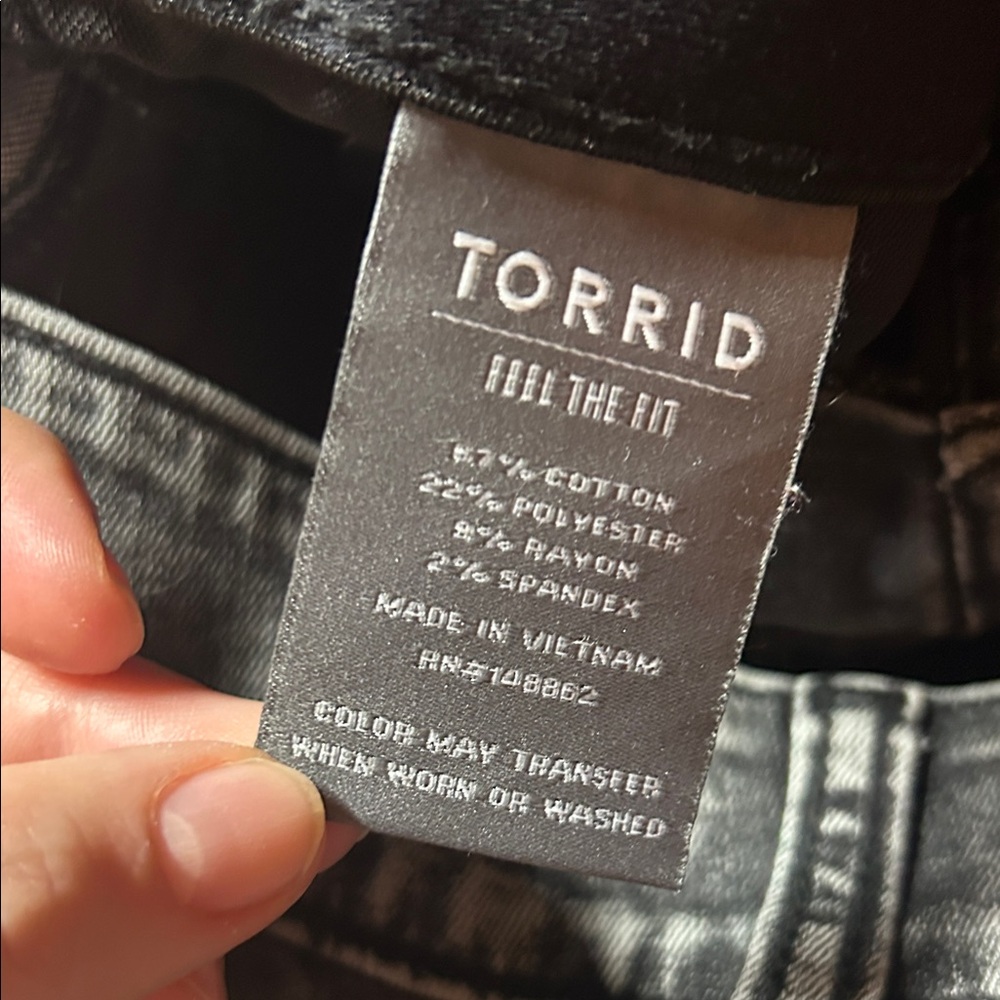 TORRID
FEEL THE FIT
67% COTTON
22% POLYESTER
9% RAYON
2% SPANDEX
MADE IN VIETNAM
RN#148862
COLOR MAY TRANSFER
WHEN WORN OR WASHED